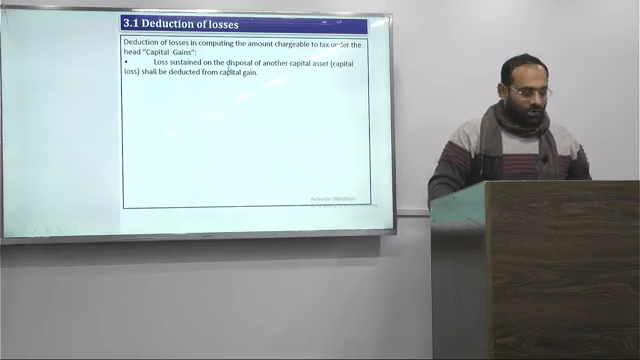 3.1 Deduction of losses
Deduction of losses in computing the amount chargeable to tax under the
head "Capital Gains":
• Loss sustained on the disposal of another capital asset (capital
loss) shall be deducted from capital gain.
Activate Windows